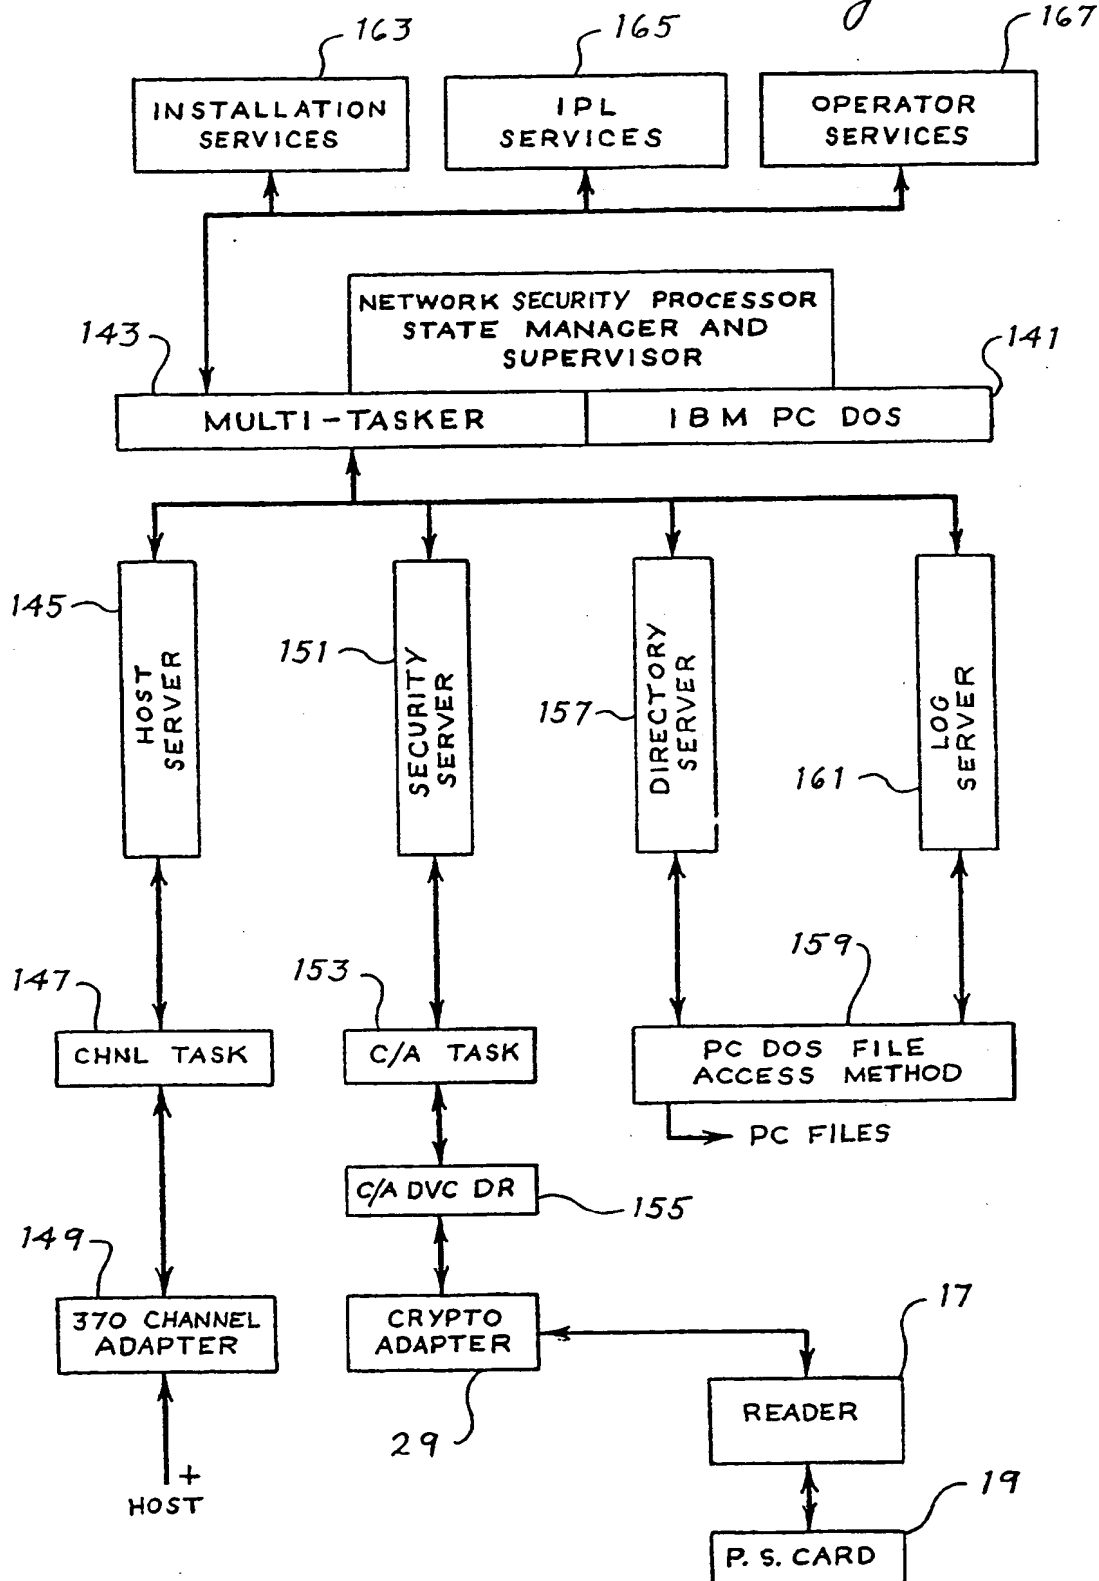 163
165
167
INSTALLATION
SERVICES
IPL
SERVICES
OPERATOR
SERVICES
NETWORK SECURITY PROCESSOR
STATE MANAGER AND
SUPERVISOR
143
141
MULTI-TASKER
IBM PC DOS
145
HOST
SERVER
151
SECURITY
SERVER
157
DIRECTORY
SERVER
161
LOG
SERVER
147
CHNL TASK
153
C/A TASK
159
PC DOS FILE
ACCESS METHOD
PC FILES
C/A DVC DR
155
149
370 CHANNEL
ADAPTER
CRYPTO
ADAPTER
29
17
READER
+
HOST
19
P. S. CARD